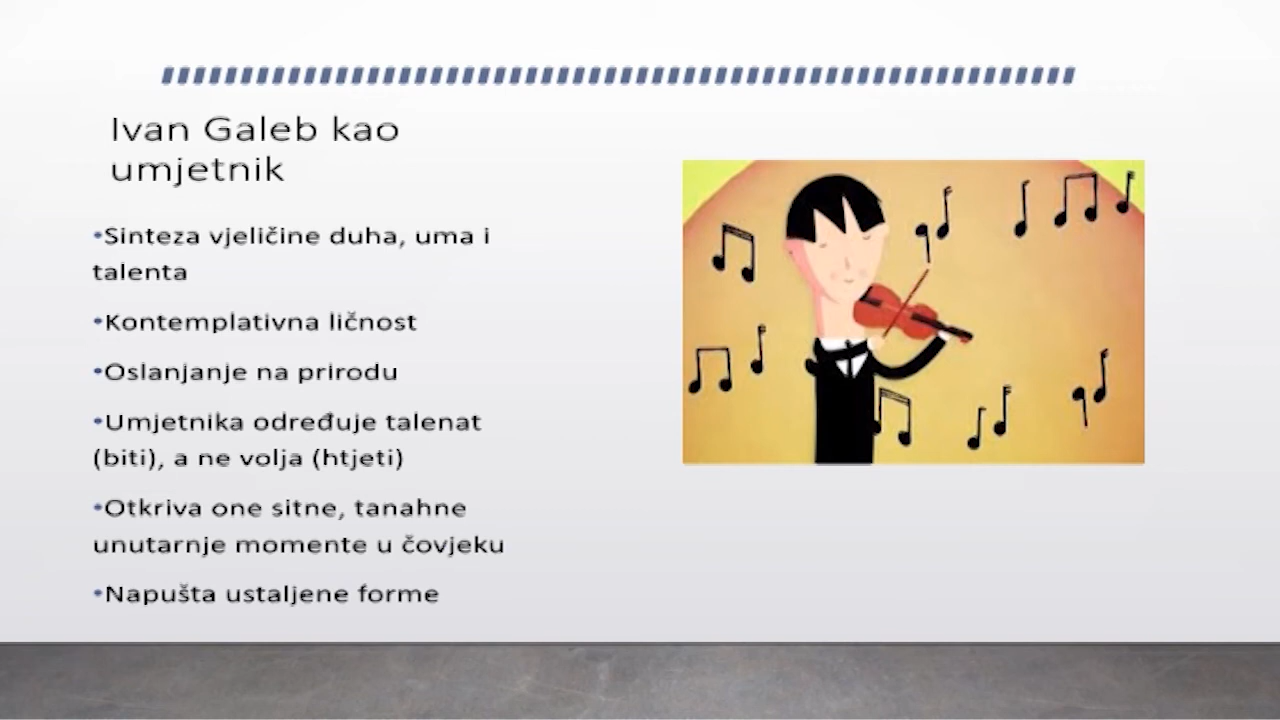 Ivan Galeb kao
umjetnik
•Sinteza vjeličine duha, uma i
talenta
•Kontemplativna ličnost
•Oslanjanje na prirodu
•Umjetnika određuje talenat
(biti), a ne volja (htjeti)
•Otkriva one sitne, tanahne
unutarnje momente u čovjeku
•Napušta ustaljene forme